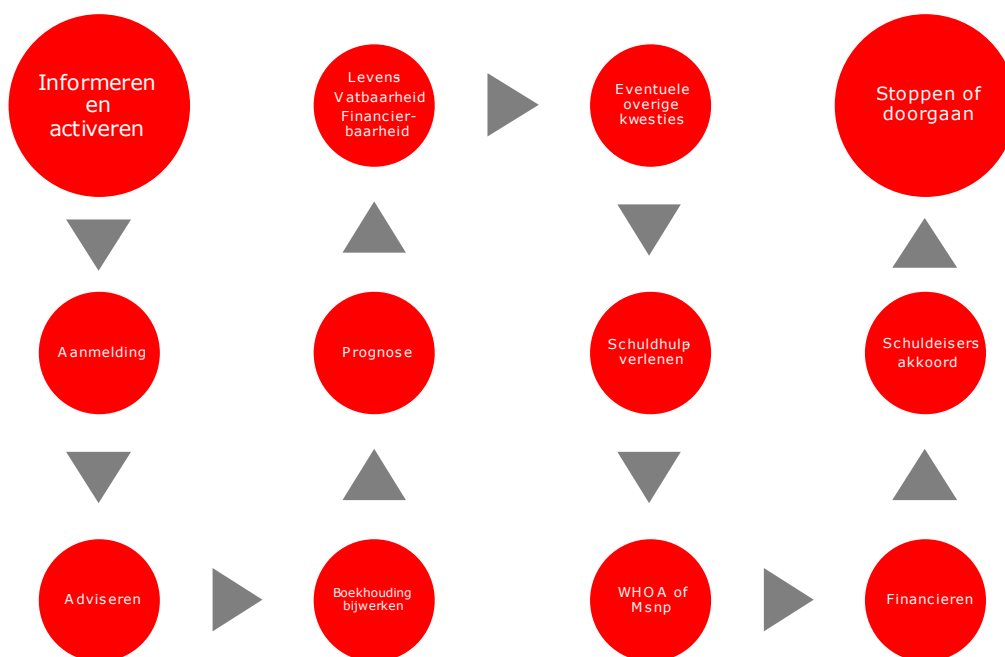 Informeren
en
activeren
Aanmelding
Adviseren
Boekhouding
bijwerken
Prognose
Levens
Vatbaarheid
Financier-
baarheid
Eventuele
overige
kwesties
Schuldhulp-
verlenen
WHOA of
Msnp
Financieren
Schuldeisers
akkoord
Stoppen of
doorgaan